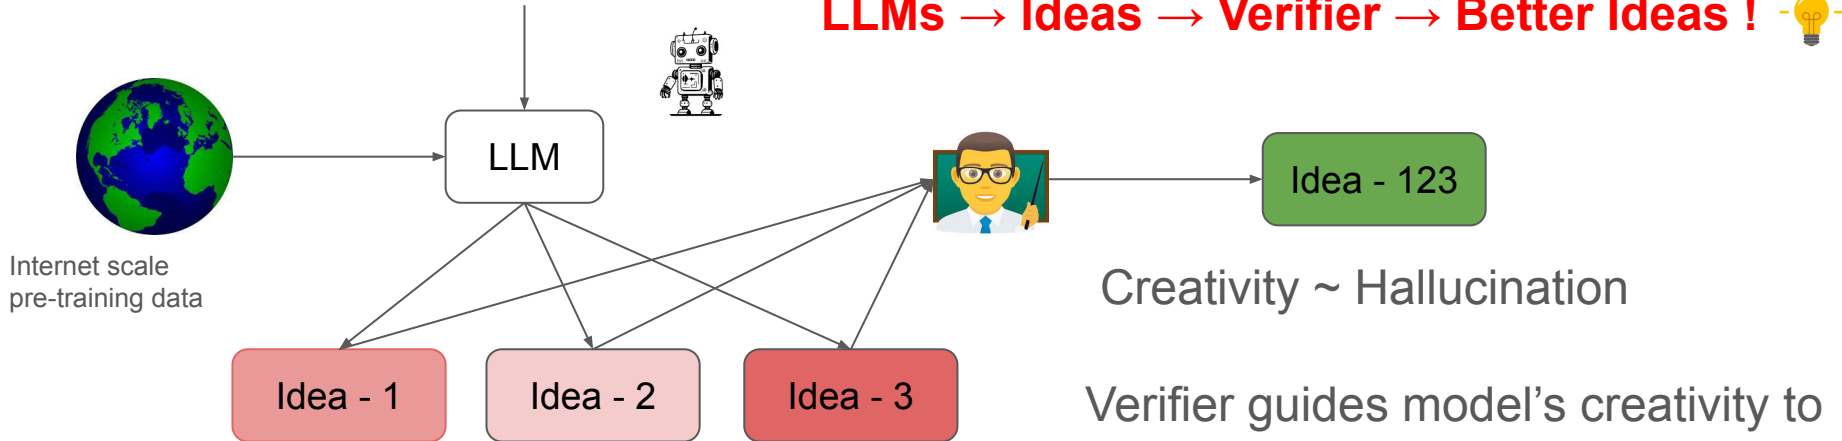 LLMs → Ideas → Verifier → Better Ideas !
LLM
Idea - 123
Internet scale
pre-training data
Creativity ~ Hallucination
Idea - 1
Idea - 2
Idea - 3
Verifier guides model’s creativity to